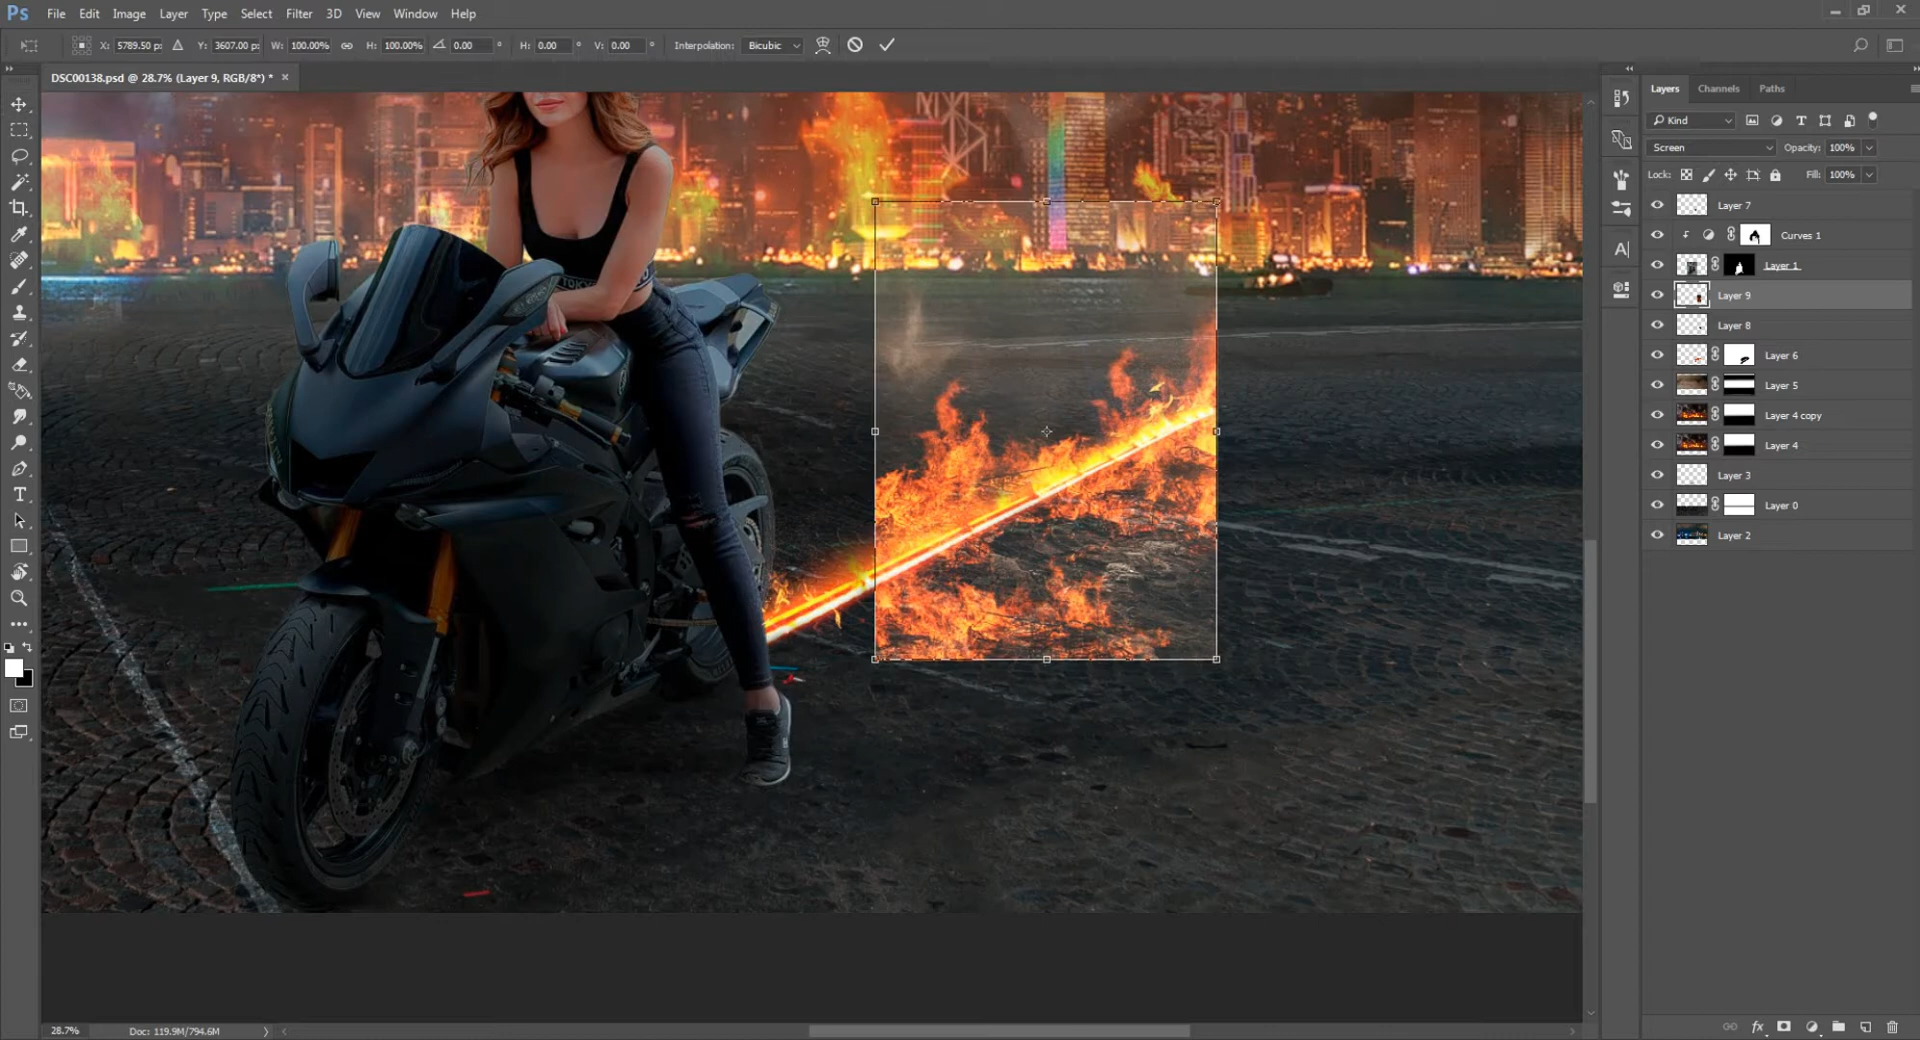 Ps File Edit Image Layer Type Select Filter 3D View Window Help
X: 5789.50 p: Y: 3607.00 p: W: 100.00% H: 100.00% 0.00 ° H: 0.00 ° V: 0.00 ° Interpolation: Bicubic
DSC00138.psd @ 28.7% (Layer 9, RGB/8*) * ×
Layers Channels Paths
Kind
Screen Opacity: 100%
Lock: Fill: 100%
Layer 7
Curves 1
Layer 1
Layer 9
Layer 8
Layer 6
Layer 5
Layer 4 copy
Layer 4
Layer 3
Layer 0
Layer 2
TOKYO
28.7% Doc: 119.9M/794.6M